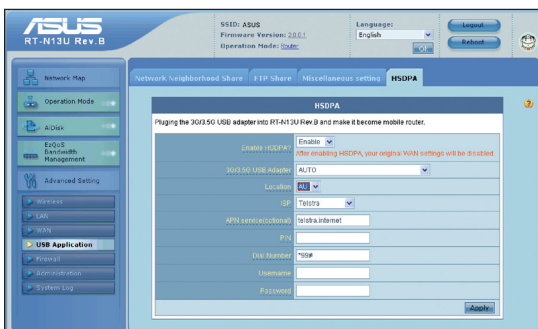 ASUS
RT-N13U Rev.B
SSID: ASUS
Firmware Version: 2.0.0.1
Operation Mode: Router
Language:
English
Logout
Reboot
Network Map
Operation Mode
AiDisk
EzQoS
Bandwidth
Management
Advanced Setting
Wireless
LAN
WAN
USB Application
Firewall
Administration
System Log
Network Neighborhood Share
FTP Share
Miscellaneous setting
HSDPA
HSDPA
Pluging the 3G/3.5G USB adapter into RT-N13U Rev.B and make it become mobile router.
Enable HSDPA? Enable
After enabling HSDPA, your original WAN settings will be disabled.
3G/3.5G USB Adapter AUTO
Location AU
ISP Telstra
APN service(optional) telstra.internet
PIN
Dial Number *99#
Username
Password
Apply